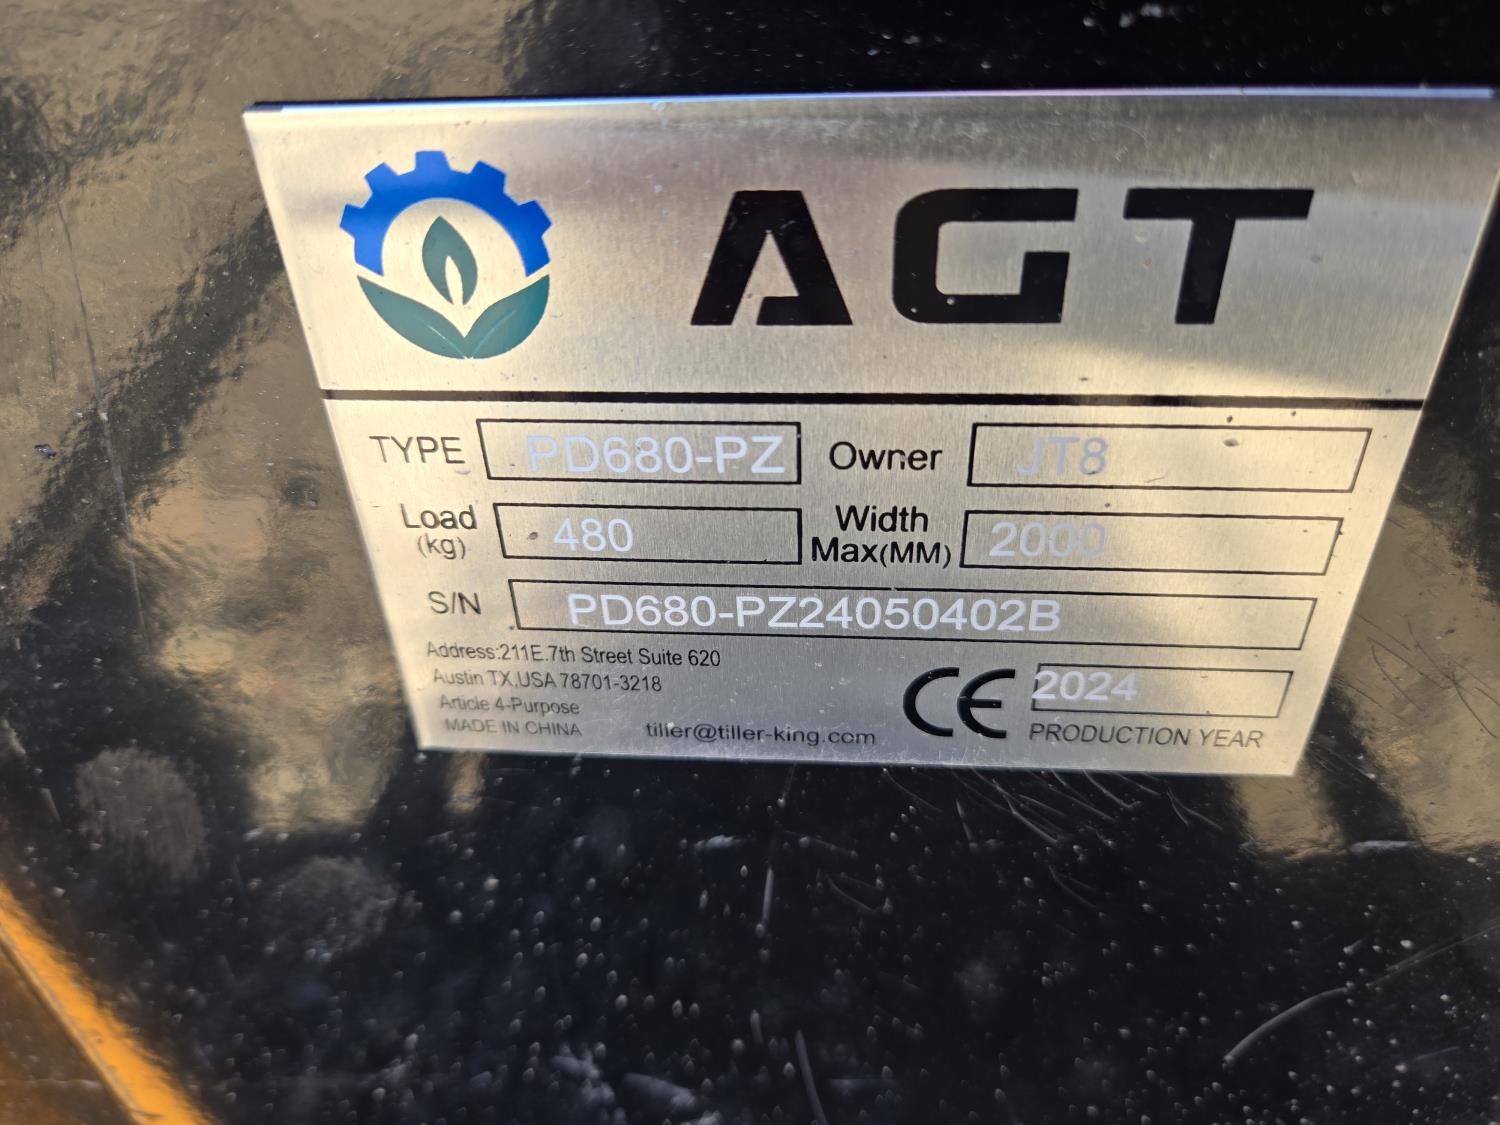 AGT
TYPE PD680-PZ Owner JT8
Load (kg) 480 Width Max(MM) 2000
S/N PD680-PZ24050402B
Address:211E.7th Street Suite 620
Austin TX,USA 78701-3218
Article 4-Purpose
MADE IN CHINA tiller@tiller-king.com
CE 2024
PRODUCTION YEAR